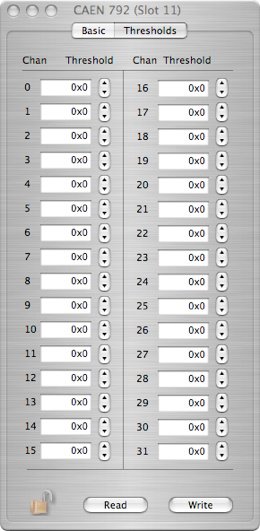 CAEN 792 (Slot 11)
Basic Thresholds
Chan Threshold Chan Threshold
0 0x0 16 0x0
1 0x0 17 0x0
2 0x0 18 0x0
3 0x0 19 0x0
4 0x0 20 0x0
5 0x0 21 0x0
6 0x0 22 0x0
7 0x0 23 0x0
8 0x0 24 0x0
9 0x0 25 0x0
10 0x0 26 0x0
11 0x0 27 0x0
12 0x0 28 0x0
13 0x0 29 0x0
14 0x0 30 0x0
15 0x0 31 0x0
Read Write